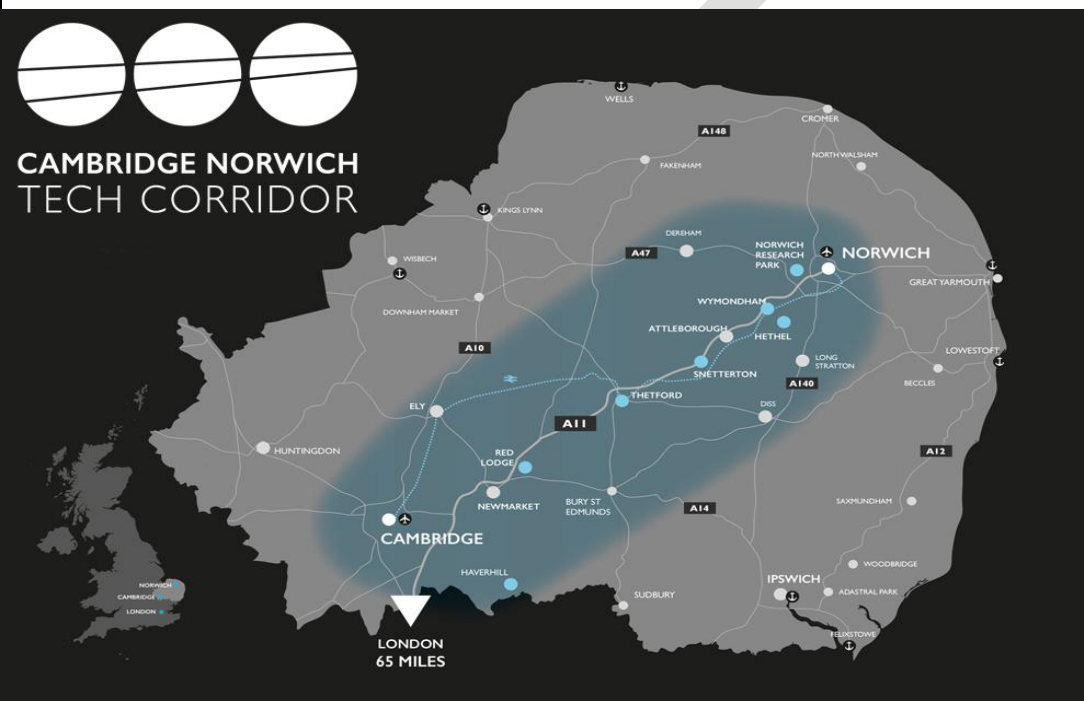 CAMBRIDGE NORWICH
TECH CORRIDOR
WELLS
CROMER
A148
NORTH WALSHAM
FAKENHAM
KINGS LYNN
DEREHAM
NORWICH
RESEARCH
PARK
NORWICH
A47
WISBECH
GREAT YARMOUTH
WYMONDHAM
DOWNHAM MARKET
ATTLEBOROUGH
HETHEL
A10
LOWESTOFT
LONG
STRATTON
SNETTERTON
A140
BECCLES
THETFORD
ELY
DISS
A11
HUNTINGDON
RED
LODGE
A12
NEWMARKET
BURY ST
EDMUNDS
A14
SAXMUNDHAM
CAMBRIDGE
WOODBRIDGE
HAVERHILL
IPSWICH
NORWICH
CAMBRIDGE
LONDON
SUDBURY
ADASTRAL PARK
FELIXSTOWE
LONDON
65 MILES